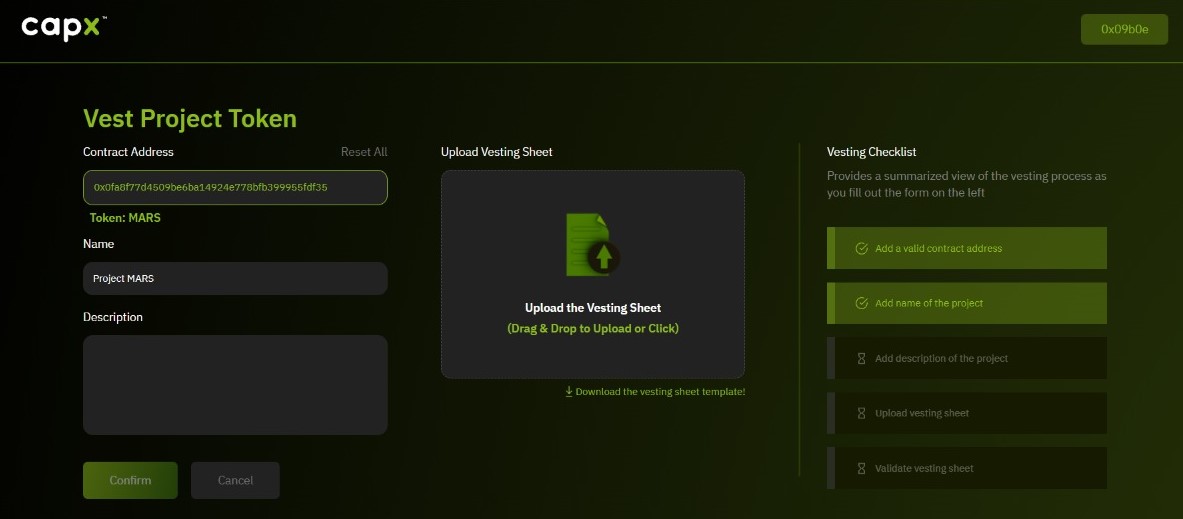 capx™
0x09b0e
Vest Project Token
Contract Address
Reset All
0x0fa8f77d4509be6ba14924e778bfb399955fdf35
Token: MARS
Name
Project MARS
Description
Confirm
Cancel
Upload Vesting Sheet
Upload the Vesting Sheet
(Drag & Drop to Upload or Click)
Download the vesting sheet template!
Vesting Checklist
Provides a summarized view of the vesting process as
you fill out the form on the left
Add a valid contract address
Add name of the project
Add description of the project
Upload vesting sheet
Validate vesting sheet